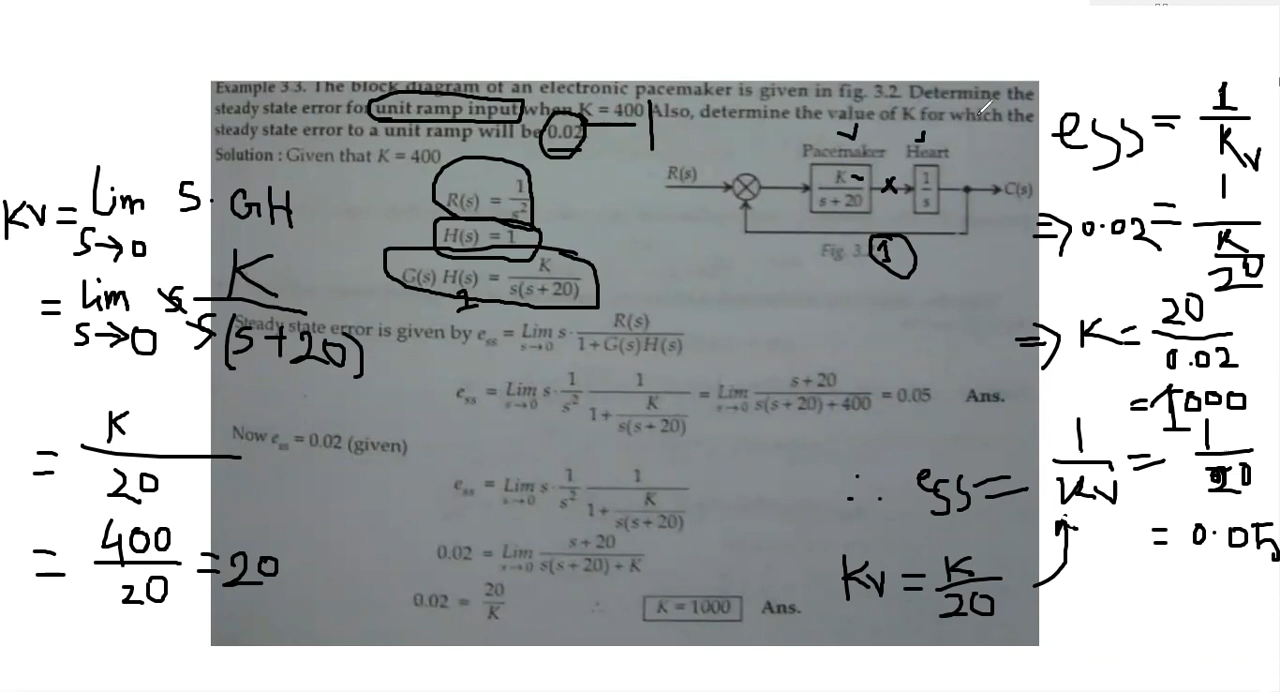 Example 3.3. The block diagram of an electronic pacemaker is given in fig. 3.2. Determine the
steady state error for unit ramp input when K = 400 Also, determine the value of K for which the
steady state error to a unit ramp will be 0.02
Solution : Given that K = 400
R(s) = 1/s²
H(s) = 1
G(s) H(s) = K/s(s + 20)
Pacemaker Heart
R(s) K/s + 20 1/s C(s)
Fig. 3.
1
Steady state error is given by e_ss = Lim s→0 s · R(s)/1 + G(s)H(s)
e_ss = Lim s→0 s · 1/s² · 1/1 + K/s(s + 20) = Lim s→0 s + 20/s(s + 20) + 400 = 0.05 Ans.
Now e_ss = 0.02 (given)
e_ss = Lim s→0 s · 1/s² · 1/1 + K/s(s + 20)
0.02 = Lim s→0 s + 20/s(s + 20) + K
0.02 = 20/K ∴ K = 1000 Ans.
Kv = Lim s→0 S · GH
= Lim s→0 s K/s(s+20)
= K/20
= 400/20 = 20
ess = 1/Kv
⇒ 0.02 = 1/K/20
⇒ K = 20/0.02
= 1000
∴ ess = 1/Kv = 1/20
= 0.05
Kv = K/20